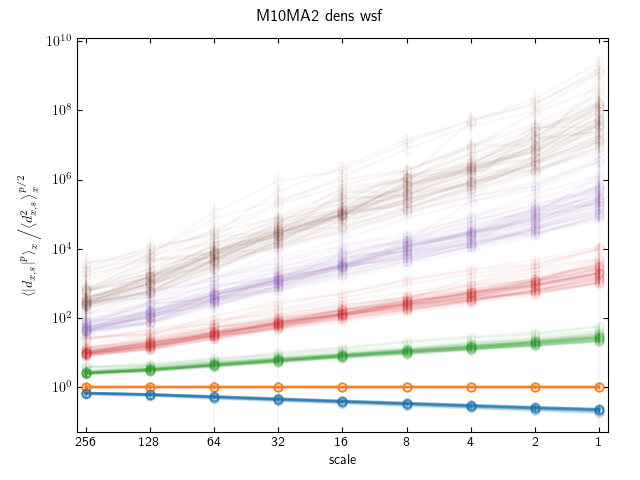 M10MA2 dens wsf
10^10
10^8
10^6
10^4
10^2
10^0
⟨|d_{x,s}|^p⟩_x / ⟨d_{x,s}^2⟩_x^{p/2}
256 128 64 32 16 8 4 2 1
scale